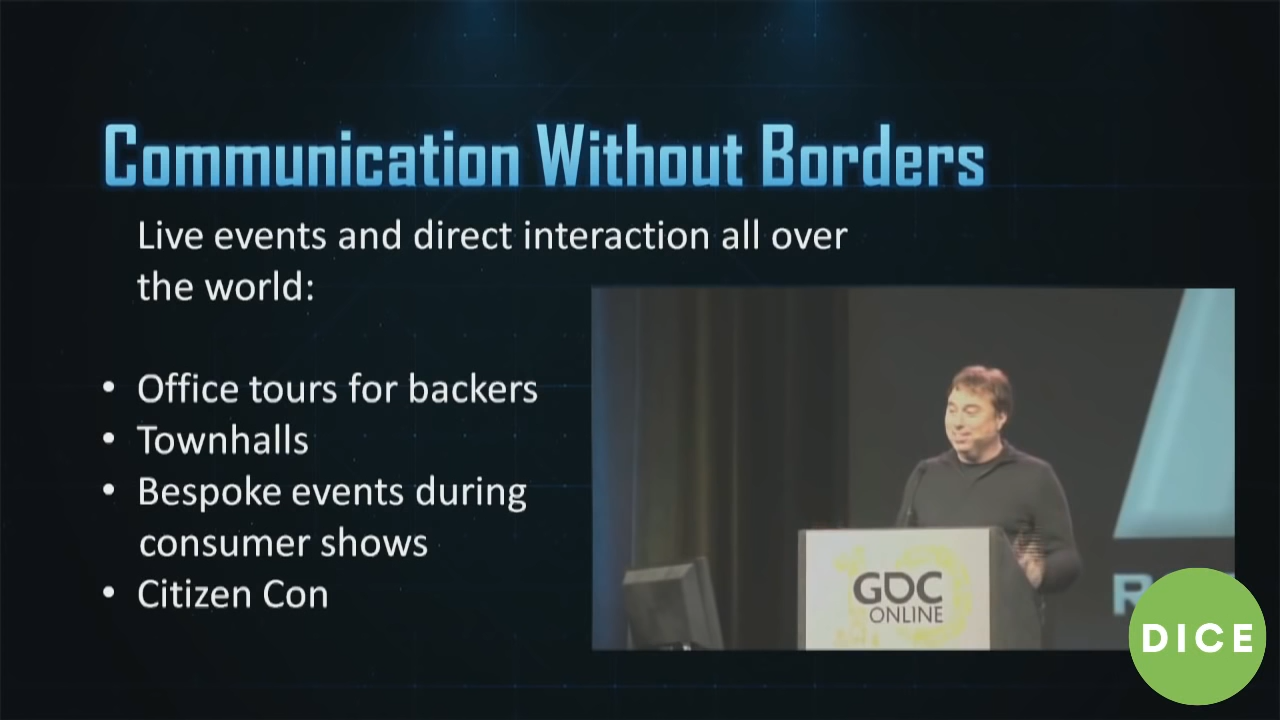 Communication Without Borders
Live events and direct interaction all over
the world:
• Office tours for backers
• Townhalls
• Bespoke events during
consumer shows
• Citizen Con
GDC
ONLINE
R
DICE